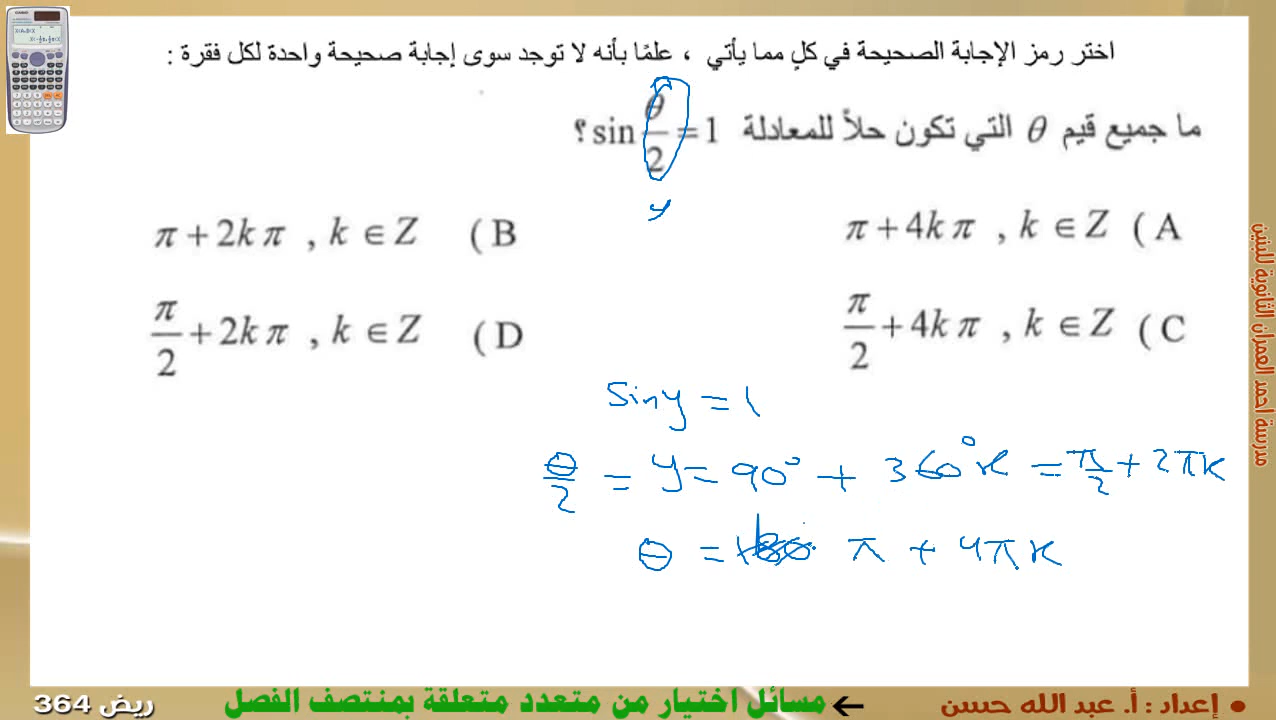 اختر رمز الإجابة الصحيحة في كلٍ مما يأتي ، علمًا بأنه لا توجد سوى إجابة صحيحة واحدة لكل فقرة :
ما جميع قيم θ التي تكون حلاً للمعادلة sin θ/2 = 1 ؟
y
A) π + 4kπ , k ∈ Z
B) π + 2kπ , k ∈ Z
C) π/2 + 4kπ , k ∈ Z
D) π/2 + 2kπ , k ∈ Z
sin y = 1
θ/2 = y = 90° + 360°k = π/2 + 2πk
θ = π + 4πk
مدرسة احمد العمران الثانوية للبنين
• إعداد : أ. عبد الله حسن ← مسائل اختيار من متعدد متعلقة بمنتصف الفصل ريض 364